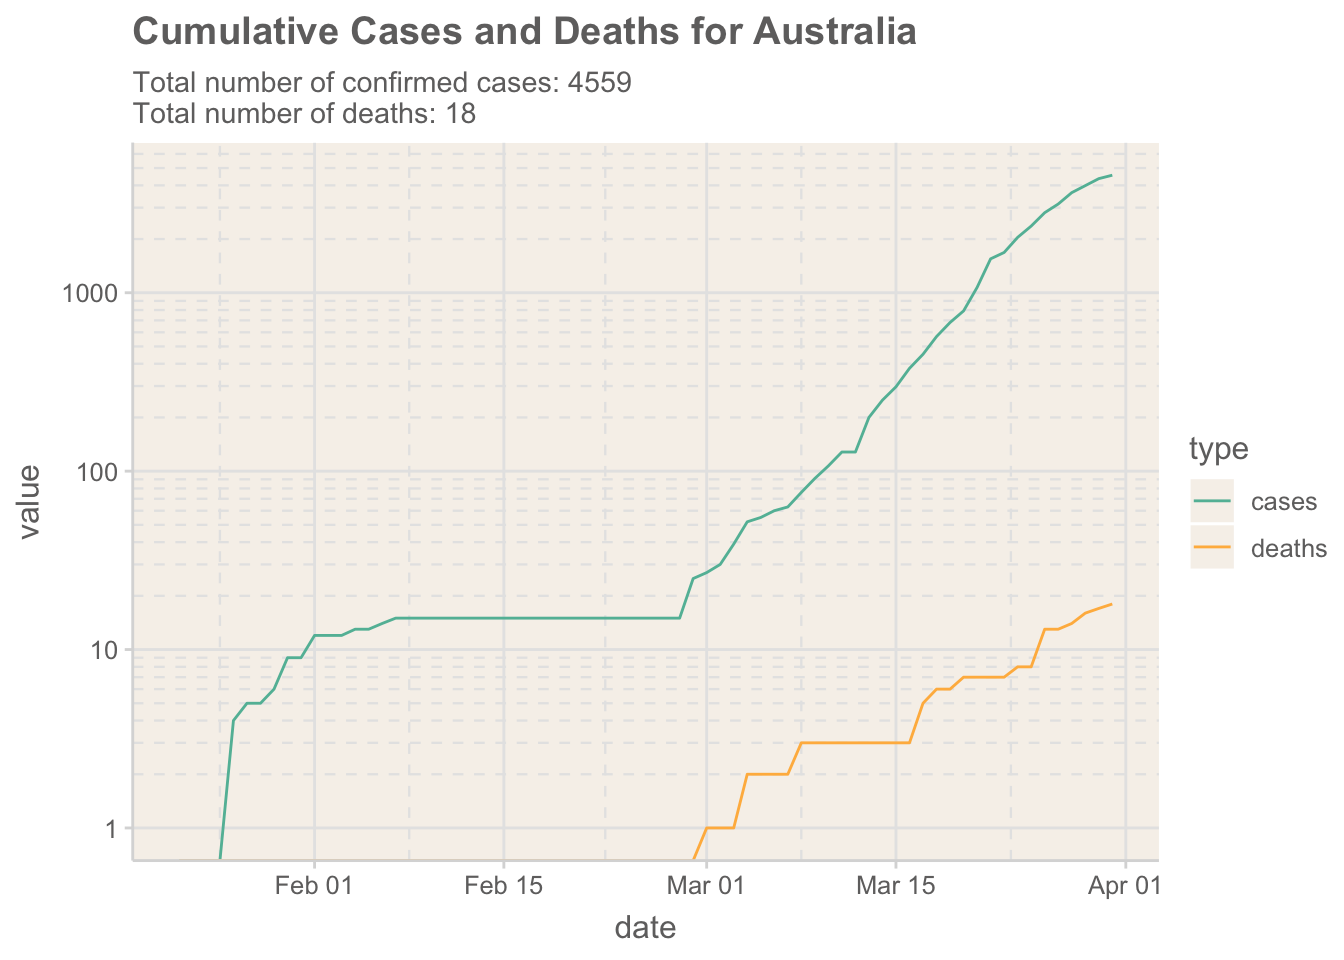 Cumulative Cases and Deaths for Australia
Total number of confirmed cases: 4559
Total number of deaths: 18
1000
100
10
1
value
Feb 01
Feb 15
Mar 01
Mar 15
Apr 01
date
type
cases
deaths